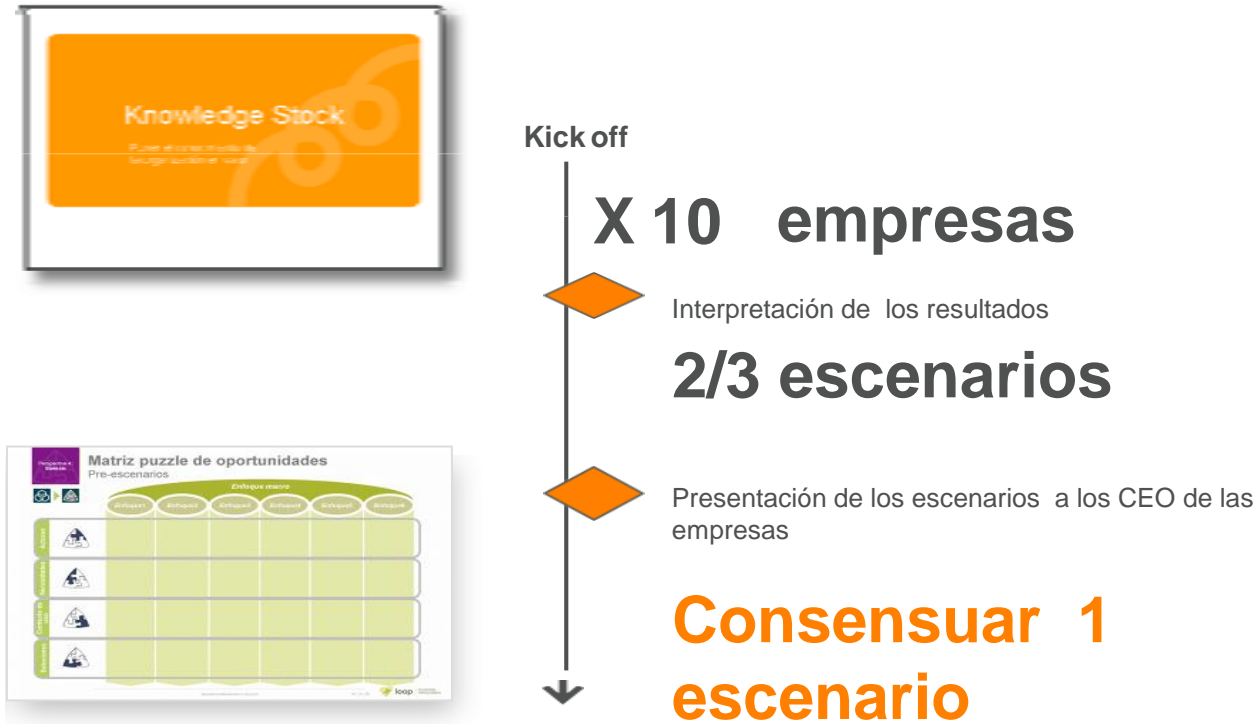 Knowledge Stock
Kick off
X 10 empresas
Interpretación de los resultados
2/3 escenarios
Matriz puzzle de oportunidades
Pre-escenarios
Enfoque macro
Presentación de los escenarios a los CEO de las
empresas
Consensuar 1
escenario
loop